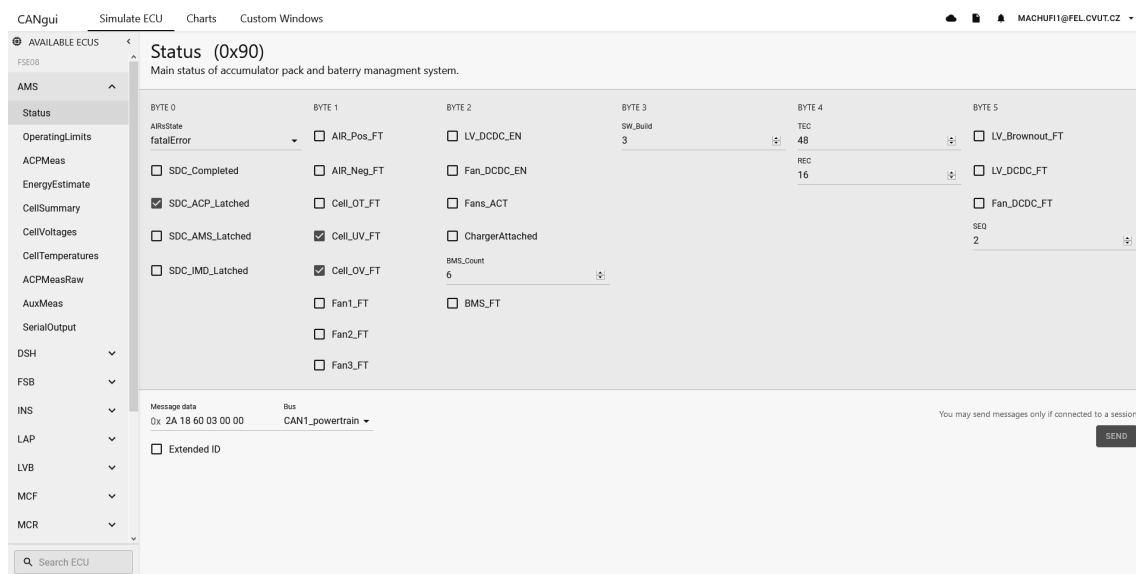 CANgui Simulate ECU Charts Custom Windows MACHUFI1@FEL.CVUT.CZ
AVAILABLE ECUS
FSE08
AMS
Status
OperatingLimits
ACPMeas
EnergyEstimate
CellSummary
CellVoltages
CellTemperatures
ACPMeasRaw
AuxMeas
SerialOutput
DSH
FSB
INS
LAP
LVB
MCF
MCR
Search ECU
Status (0x90)
Main status of accumulator pack and baterry managment system.
BYTE 0
AIRsState
fatalError
SDC_Completed
SDC_ACP_Latched
SDC_AMS_Latched
SDC_IMD_Latched
BYTE 1
AIR_Pos_FT
AIR_Neg_FT
Cell_OT_FT
Cell_UV_FT
Cell_OV_FT
Fan1_FT
Fan2_FT
Fan3_FT
BYTE 2
LV_DCDC_EN
Fan_DCDC_EN
Fans_ACT
ChargerAttached
BMS_Count
6
BMS_FT
BYTE 3
SW_Build
3
BYTE 4
TEC
48
REC
16
BYTE 5
LV_Brownout_FT
LV_DCDC_FT
Fan_DCDC_FT
SEQ
2
Message data
0x 2A 18 60 03 00 00
Bus
CAN1_powertrain
Extended ID
You may send messages only if connected to a session
SEND